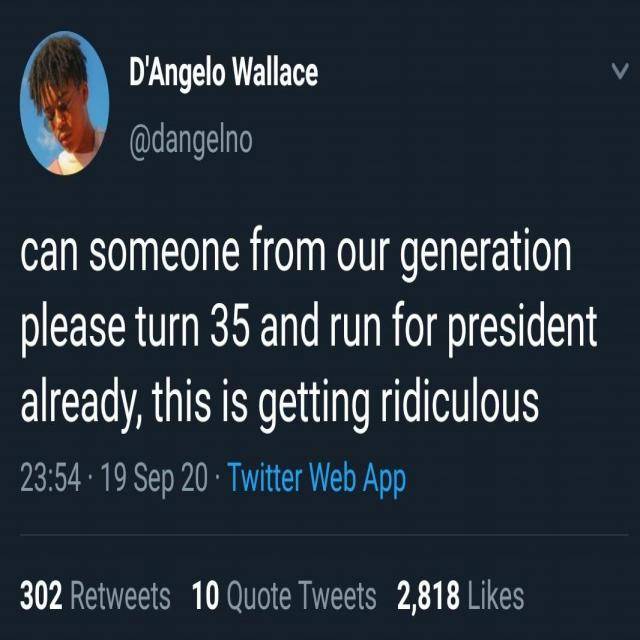 D'Angelo Wallace
@dangelno
can someone from our generation
please turn 35 and run for president
already, this is getting ridiculous
23:54 · 19 Sep 20 · Twitter Web App
302 Retweets 10 Quote Tweets 2,818 Likes